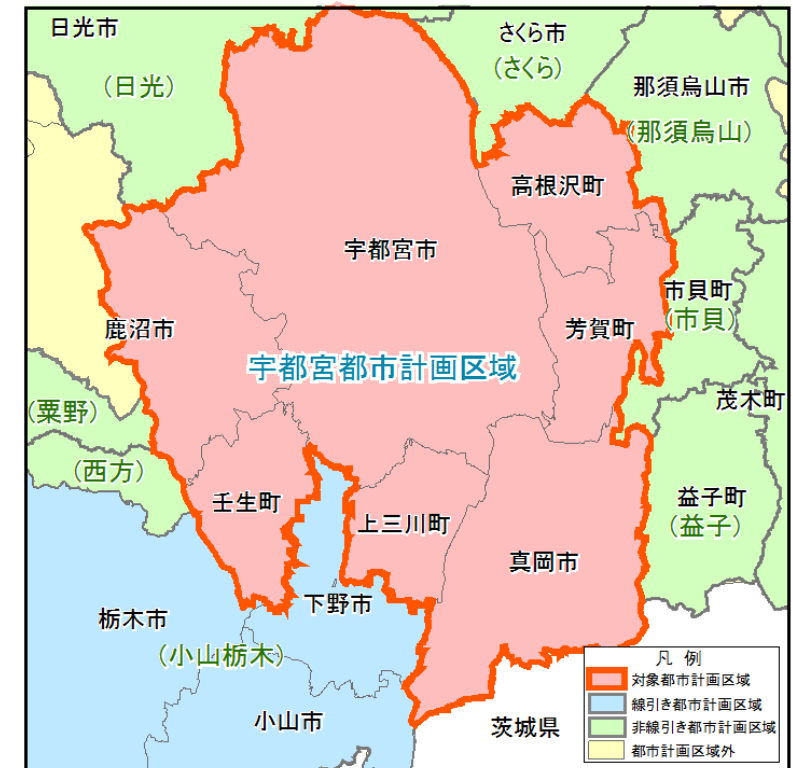 日光市
(日光)
さくら市
(さくら)
那須烏山市
(那須烏山)
高根沢町
宇都宮市
市貝町
(市貝)
鹿沼市
芳賀町
宇都宮都市計画区域
茂木町
(粟野)
(西方)
壬生町
上三川町
益子町
(益子)
真岡市
下野市
栃木市
(小山栃木)
小山市
茨城県
凡 例
対象都市計画区域
線引き都市計画区域
非線引き都市計画区域
都市計画区域外